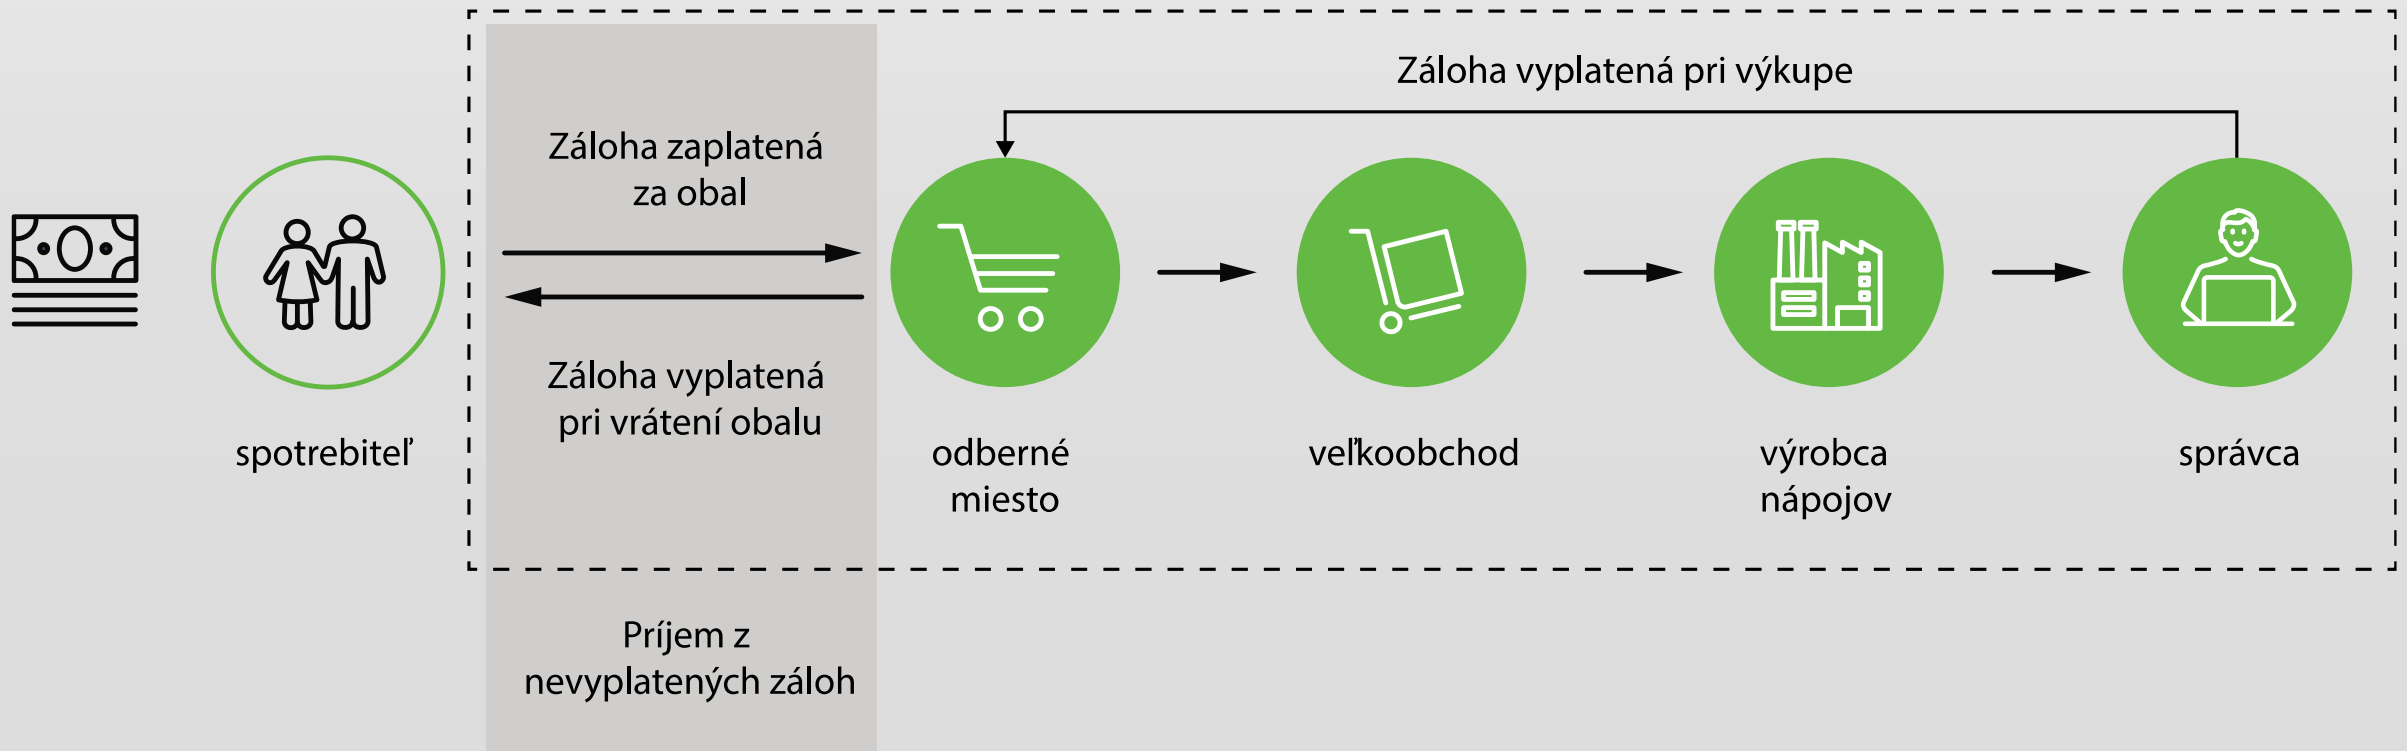 Záloha vyplatená pri výkupe
Záloha zaplatená
za obal
Záloha vyplatená
pri vrátení obalu
spotrebiteľ
odberné
miesto
veľkoobchod
výrobca
nápojov
správca
Príjem z
nevyplatených záloh